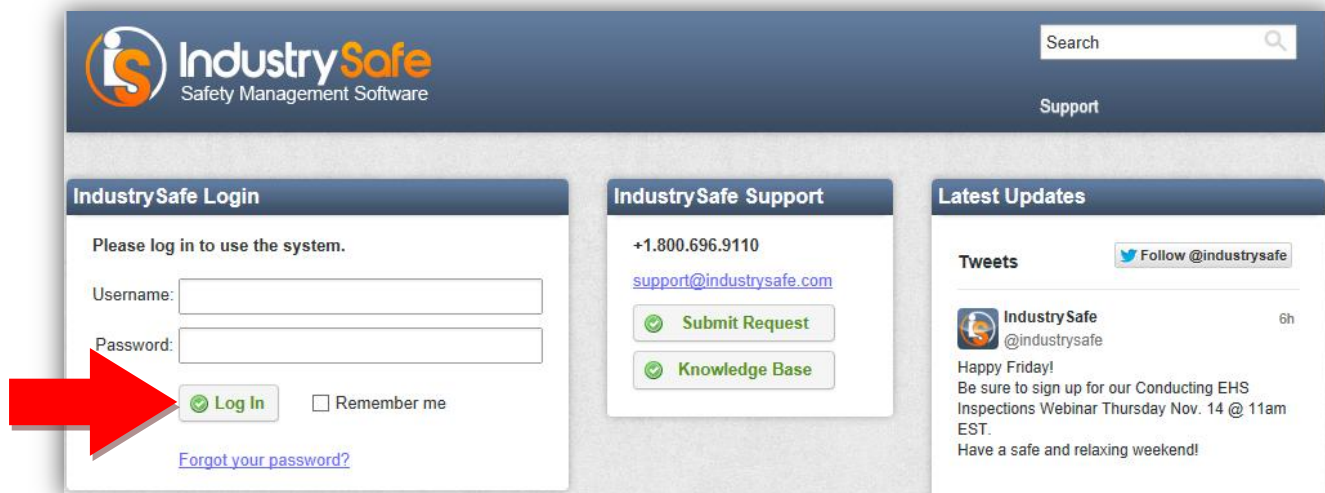 IndustrySafe
Safety Management Software
Search
Support
IndustrySafe Login
Please log in to use the system.
Username:
Password:
Log In
Remember me
Forgot your password?
IndustrySafe Support
+1.800.696.9110
support@industrysafe.com
Submit Request
Knowledge Base
Latest Updates
Tweets
Follow @industrysafe
IndustrySafe
6h
@industrysafe
Happy Friday!
Be sure to sign up for our Conducting EHS
Inspections Webinar Thursday Nov. 14 @ 11am
EST.
Have a safe and relaxing weekend!